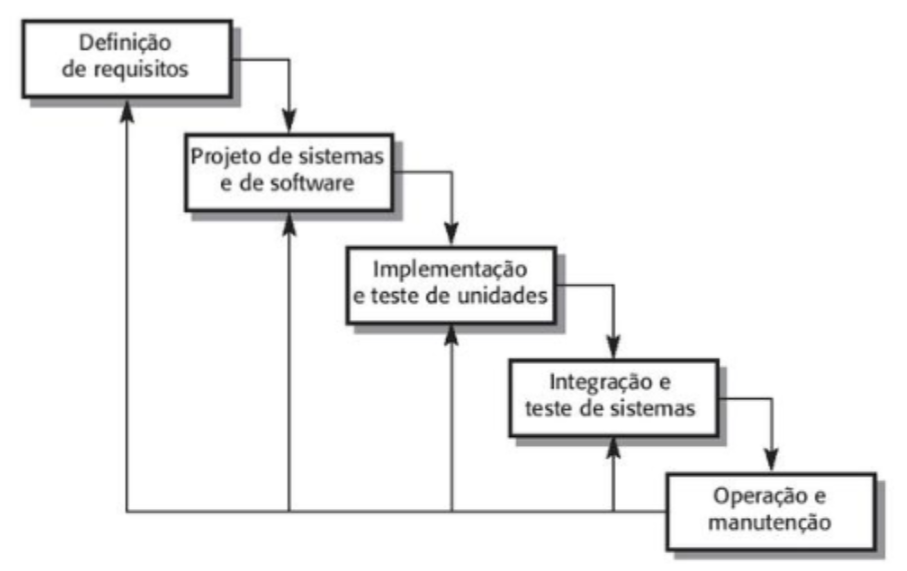 Definição
de requisitos
Projeto de sistemas
e de software
Implementação
e teste de unidades
Integração e
teste de sistemas
Operação e
manutenção